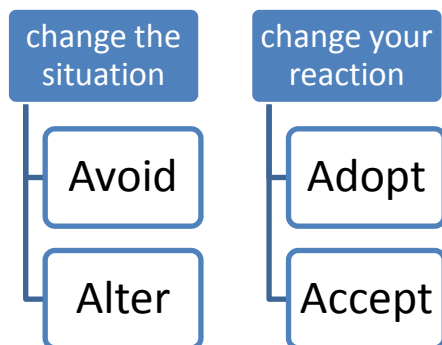 change the
situation
Avoid
Alter
change your
reaction
Adopt
Accept